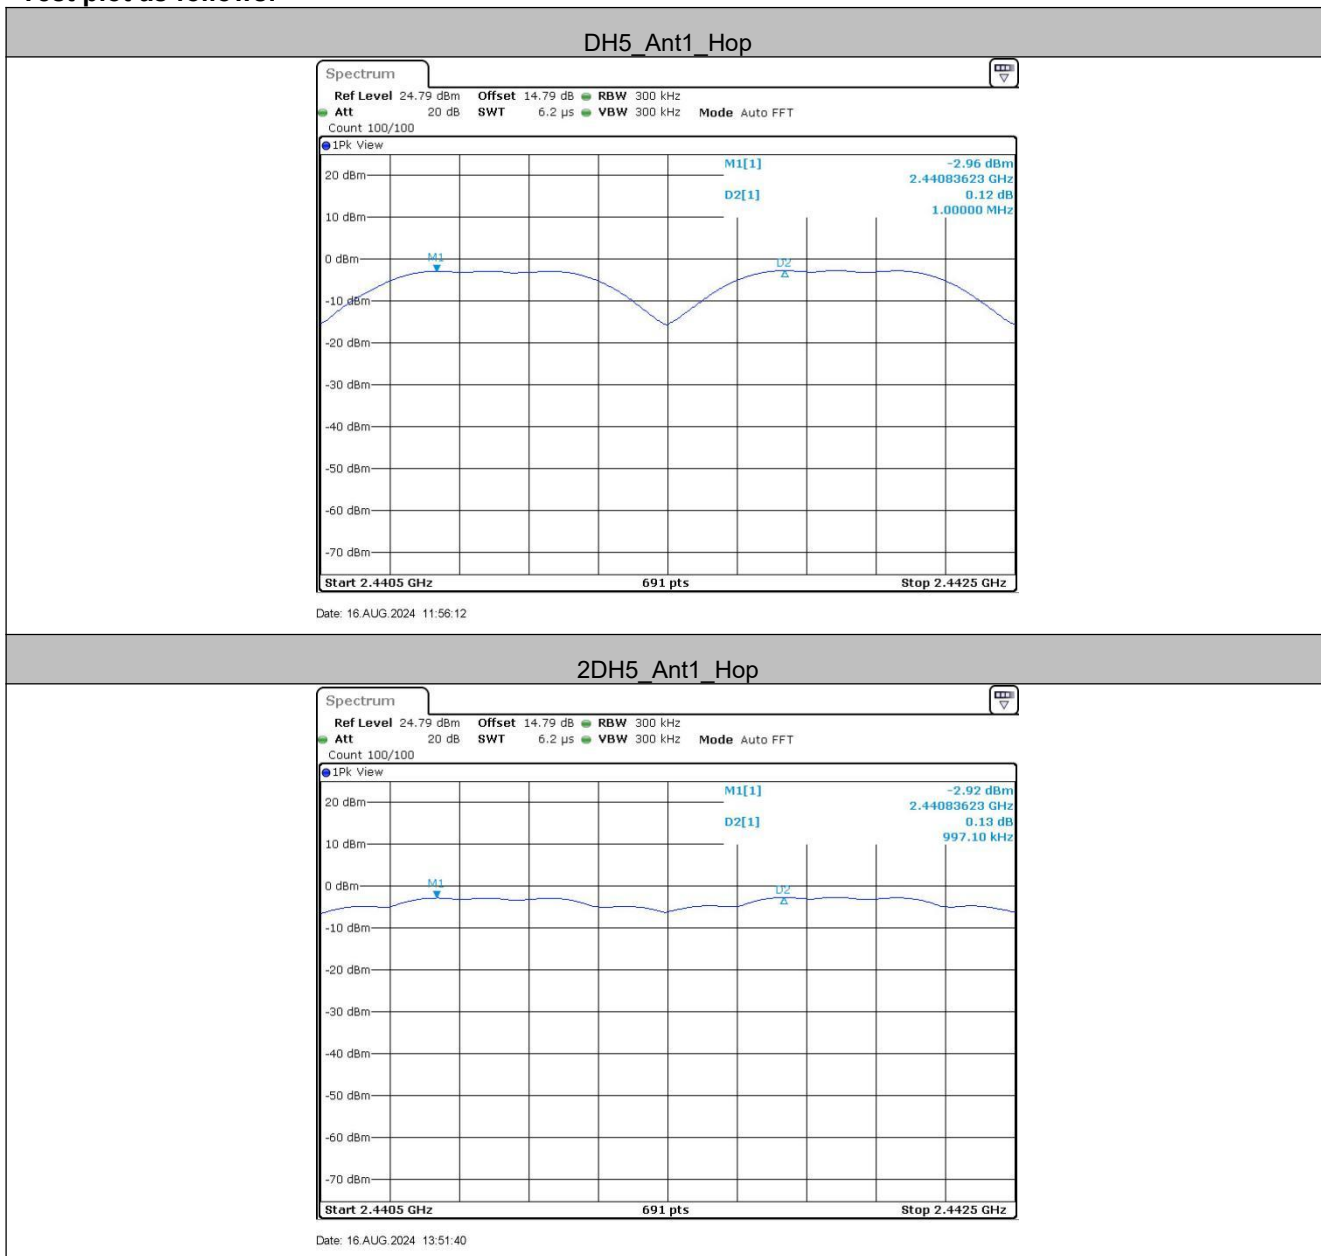 Test plot as follows:
DH5_Ant1_Hop
Spectrum
Ref Level 24.79 dBm Offset 14.79 dB RBW 300 kHz
Att 20 dB SWT 6.2 µs VBW 300 kHz Mode Auto FFT
Count 100/100
1Pk View
M1[1] -2.96 dBm
2.44083623 GHz
D2[1] 0.12 dB
1.00000 MHz
20 dBm
10 dBm
0 dBm
M1
D2
-10 dBm
-20 dBm
-30 dBm
-40 dBm
-50 dBm
-60 dBm
-70 dBm
Start 2.4405 GHz 691 pts Stop 2.4425 GHz
Date: 16.AUG.2024 11:56:12
2DH5_Ant1_Hop
Spectrum
Ref Level 24.79 dBm Offset 14.79 dB RBW 300 kHz
Att 20 dB SWT 6.2 µs VBW 300 kHz Mode Auto FFT
Count 100/100
1Pk View
M1[1] -2.92 dBm
2.44083623 GHz
D2[1] 0.13 dB
997.10 kHz
20 dBm
10 dBm
0 dBm
M1
D2
-10 dBm
-20 dBm
-30 dBm
-40 dBm
-50 dBm
-60 dBm
-70 dBm
Start 2.4405 GHz 691 pts Stop 2.4425 GHz
Date: 16.AUG.2024 13:51:40